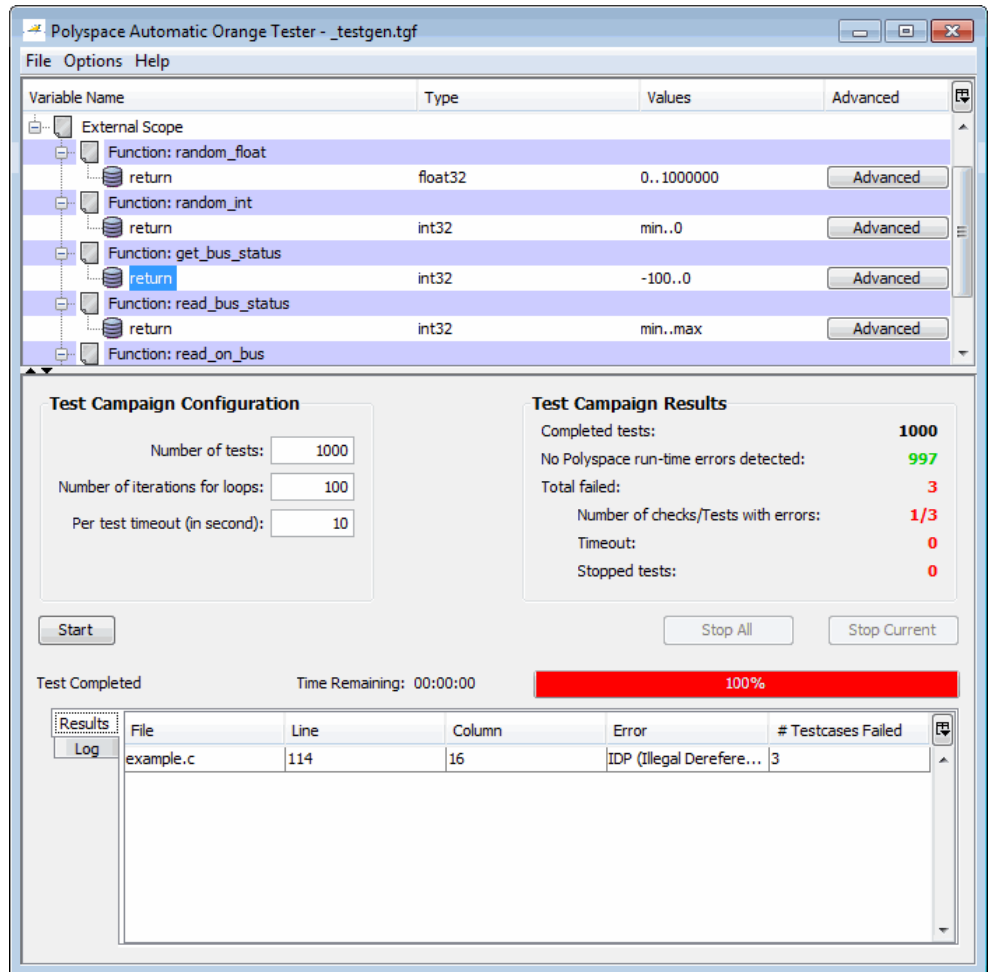 Polyspace Automatic Orange Tester - _testgen.tgf
File Options Help
Variable Name Type Values Advanced
External Scope
Function: random_float
return float32 0..1000000 Advanced
Function: random_int
return int32 min..0 Advanced
Function: get_bus_status
return int32 -100..0 Advanced
Function: read_bus_status
return int32 min..max Advanced
Function: read_on_bus
Test Campaign Configuration
Number of tests: 1000
Number of iterations for loops: 100
Per test timeout (in second): 10
Test Campaign Results
Completed tests: 1000
No Polyspace run-time errors detected: 997
Total failed: 3
Number of checks/Tests with errors: 1/3
Timeout: 0
Stopped tests: 0
Start Stop All Stop Current
Test Completed Time Remaining: 00:00:00 100%
Results
Log
File Line Column Error # Testcases Failed
example.c 114 16 IDP (Illegal Derefere... 3